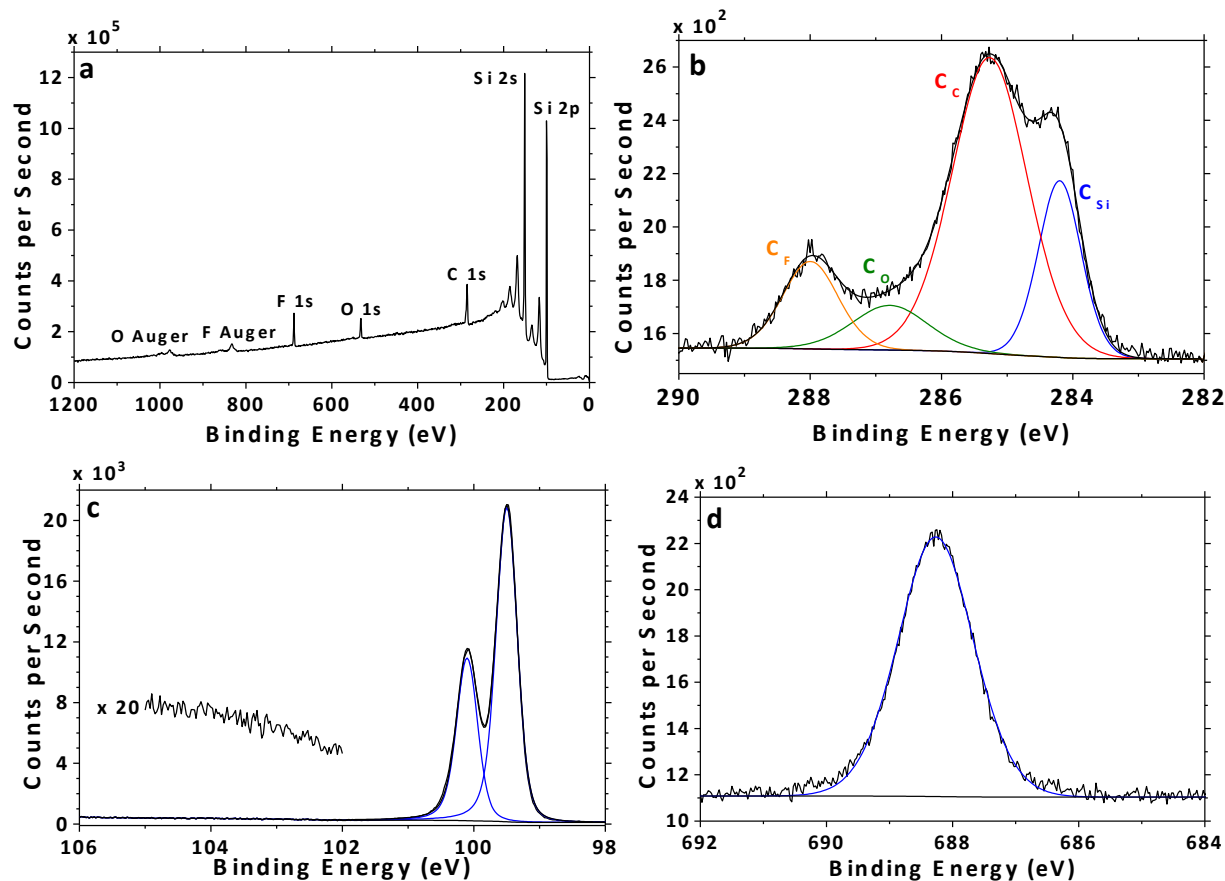 x 10^5
a
Si 2s
Si 2p
C 1s
F 1s
O 1s
O Auger
F Auger
12
10
8
6
4
2
0
Counts per Second
1200 1000 800 600 400 200 0
Binding Energy (eV)
x 10^2
b
C_C
C_Si
C_F
C_O
26
24
22
20
18
16
Counts per Second
290 288 286 284 282
Binding Energy (eV)
x 10^3
c
x 20
20
16
12
8
4
0
Counts per Second
106 104 102 100 98
Binding Energy (eV)
x 10^2
d
24
22
20
18
16
14
12
10
Counts per Second
692 690 688 686 684
Binding Energy (eV)